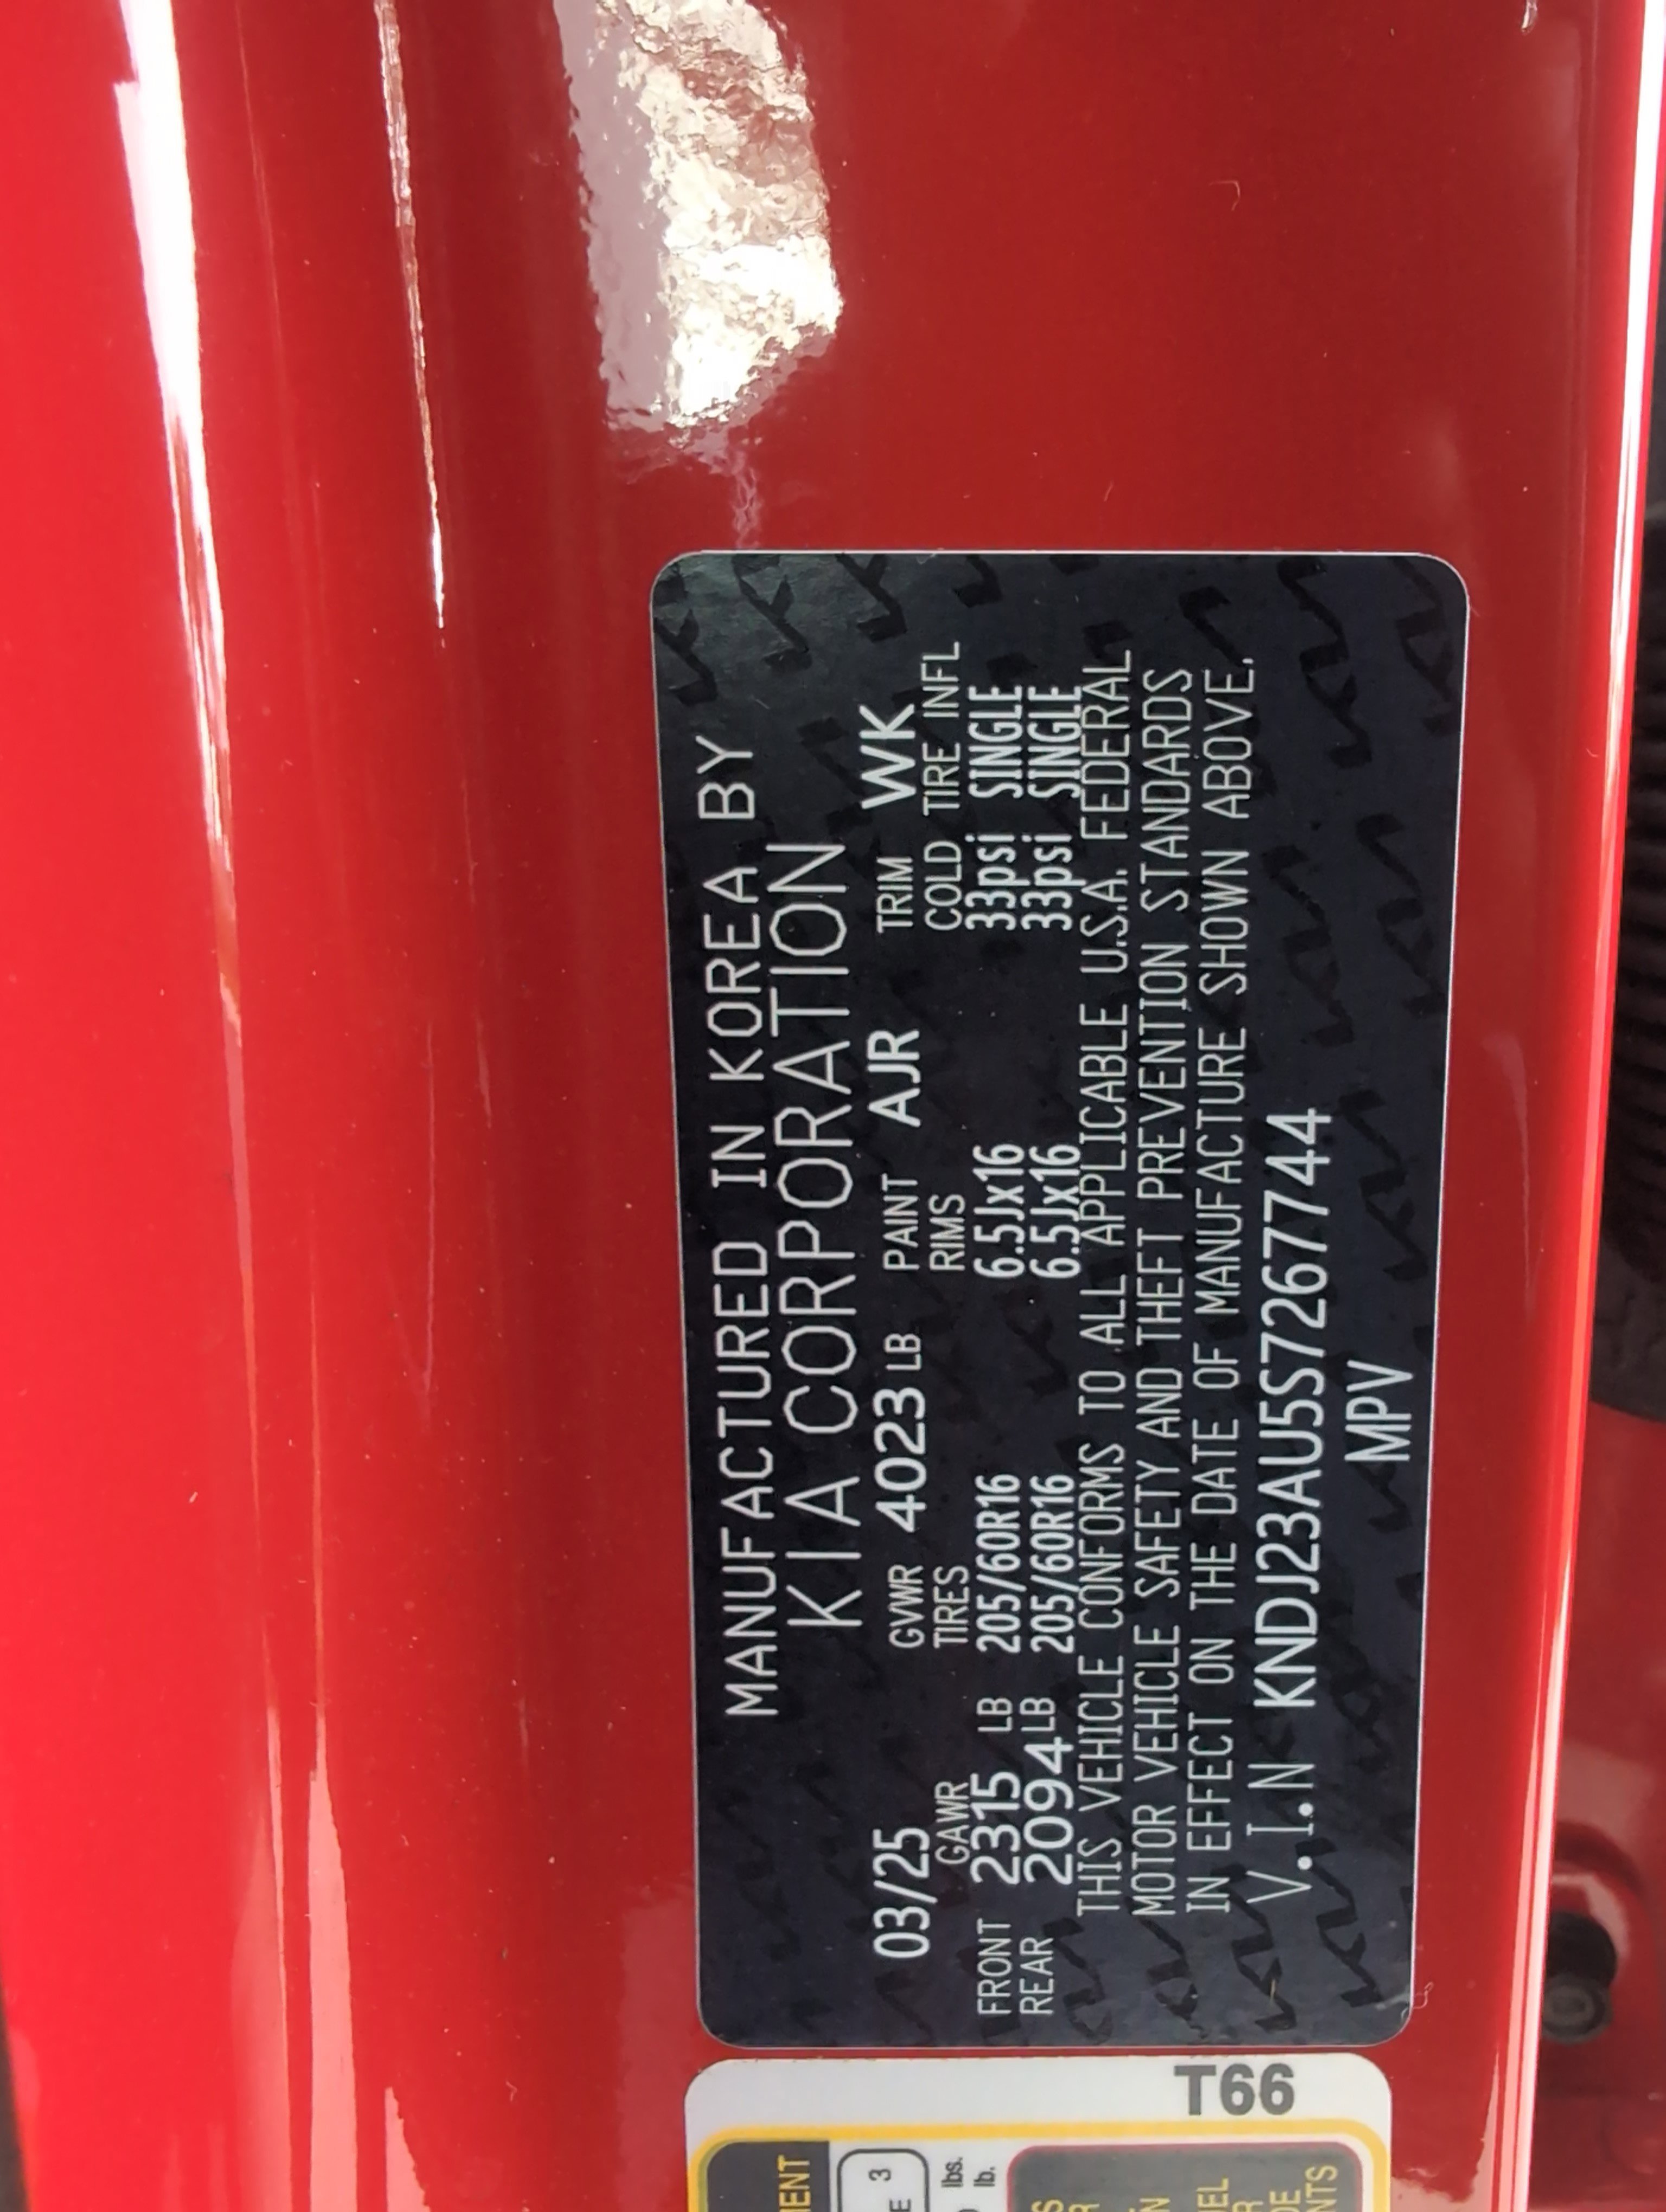 MANUFACTURED IN KOREA BY
KIA CORPORATION
03/25 GVWR 4023 LB PAINT AJR TRIM WK
GAWR TIRES RIMS COLD TIRE INFL
FRONT 2315 LB 205/60R16 6.5Jx16 33psi SINGLE
REAR 2094 LB 205/60R16 6.5Jx16 33psi SINGLE
THIS VEHICLE CONFORMS TO ALL APPLICABLE U.S.A. FEDERAL
MOTOR VEHICLE SAFETY AND THEFT PREVENTION STANDARDS
IN EFFECT ON THE DATE OF MANUFACTURE SHOWN ABOVE.
V.I.N KNDJ23AU5S7267744
MPV
T66
3
lbs.
lb.